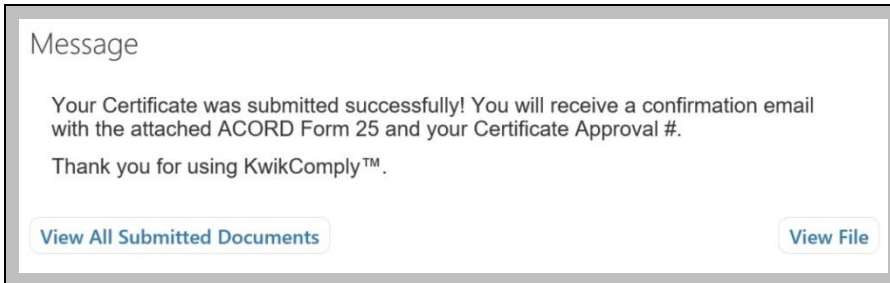 Message
Your Certificate was submitted successfully! You will receive a confirmation email
with the attached ACORD Form 25 and your Certificate Approval #.
Thank you for using KwikComply™.
View All Submitted Documents
View File